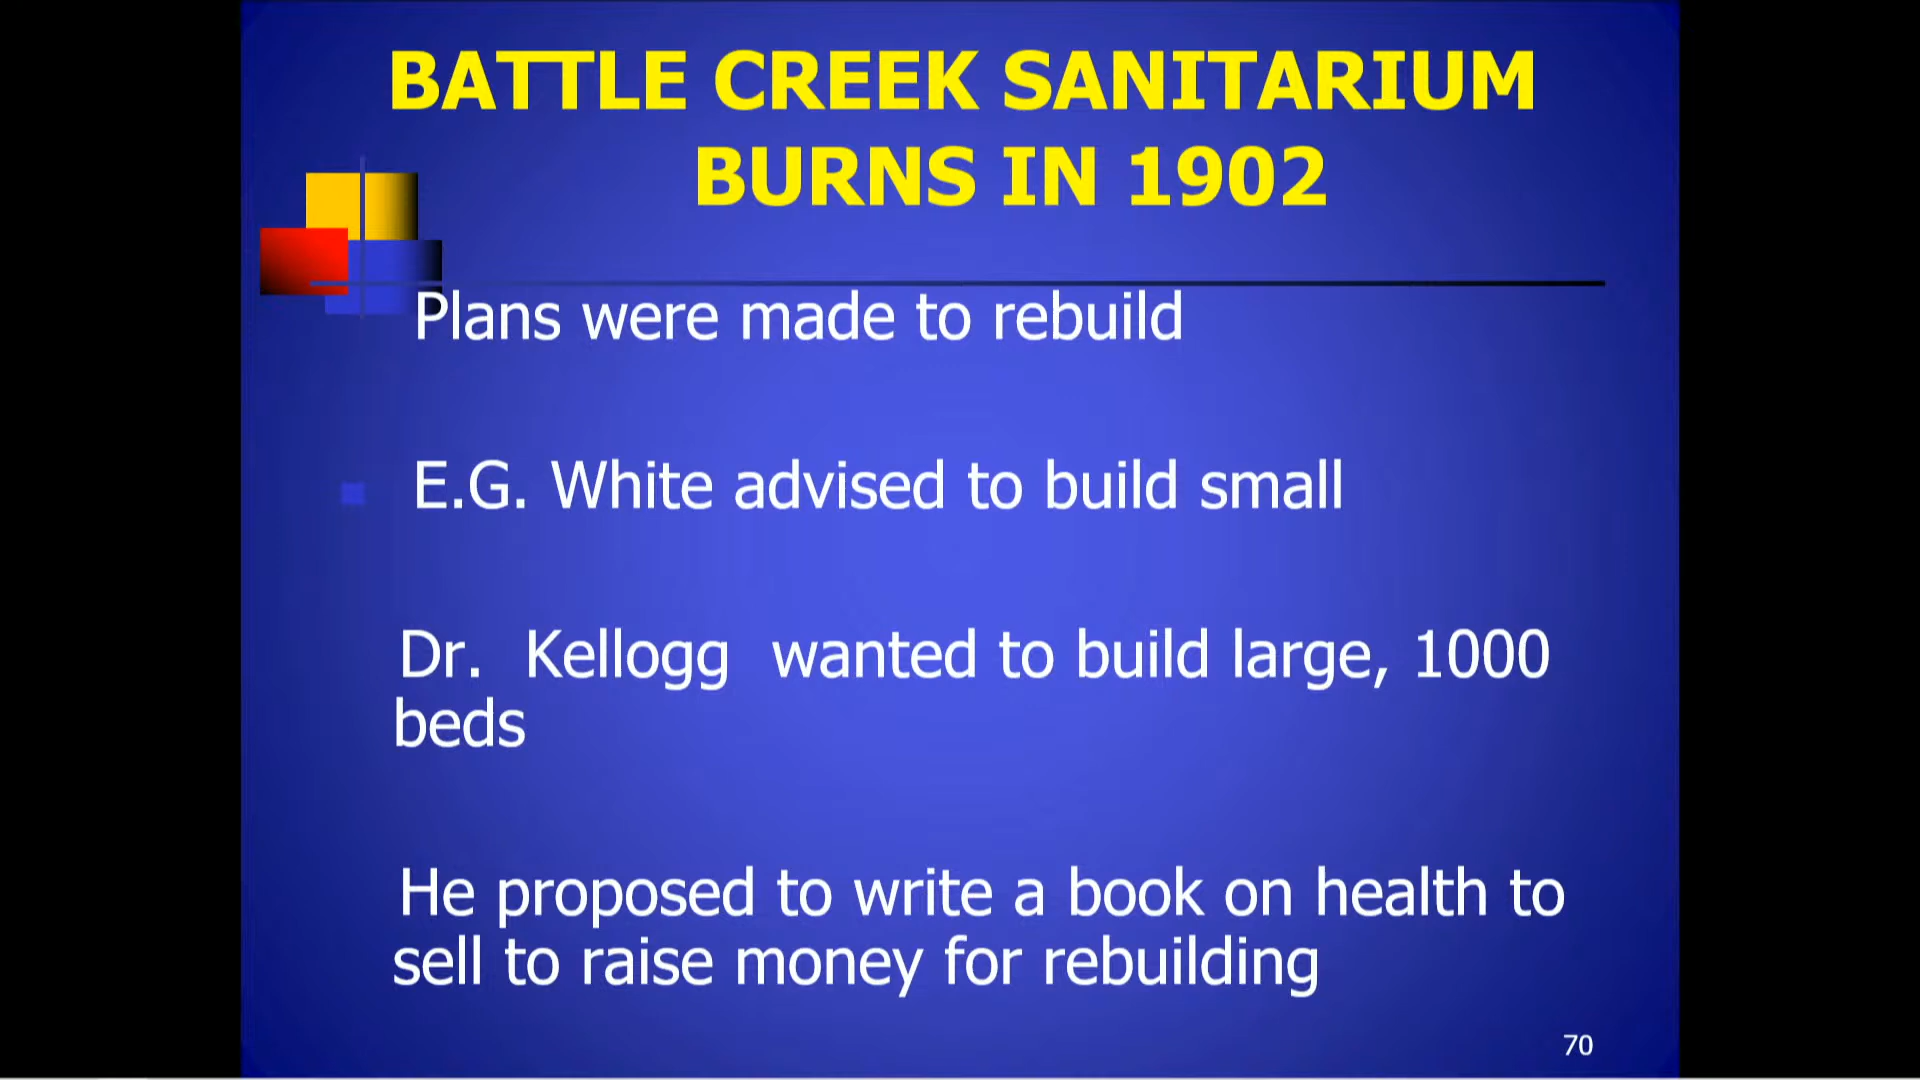 BATTLE CREEK SANITARIUM
BURNS IN 1902
Plans were made to rebuild
E.G. White advised to build small
Dr. Kellogg wanted to build large, 1000
beds
He proposed to write a book on health to
sell to raise money for rebuilding
70